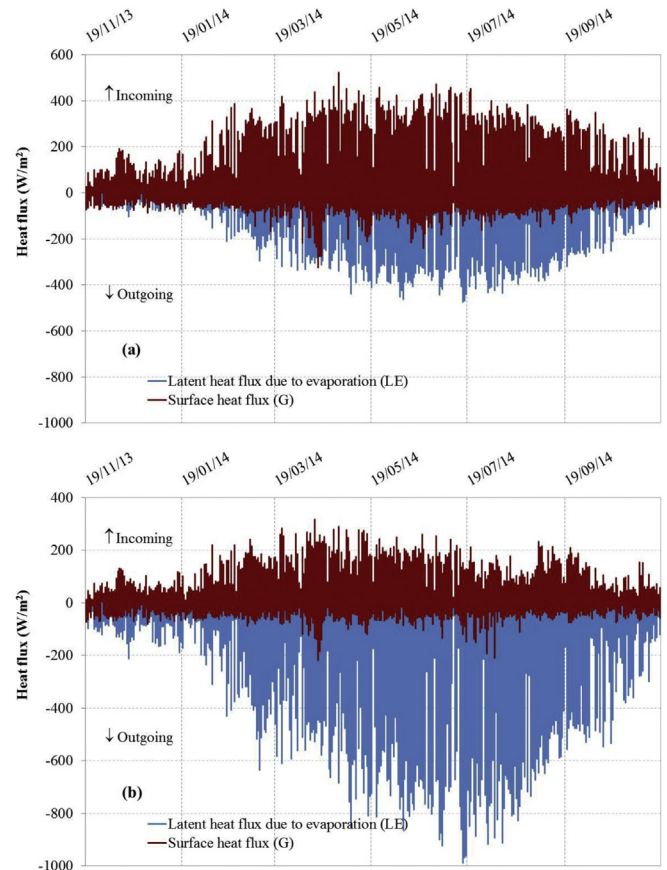 19/11/13 19/01/14 19/03/14 19/05/14 19/07/14 19/09/14
600
400
200
0
-200
-400
-600
-800
-1000
Heat flux (W/m²)
↑ Incoming
↓ Outgoing
(a)
Latent heat flux due to evaporation (LE)
Surface heat flux (G)
19/11/13 19/01/14 19/03/14 19/05/14 19/07/14 19/09/14
400
200
0
-200
-400
-600
-800
-1000
Heat flux (W/m²)
↑ Incoming
↓ Outgoing
(b)
Latent heat flux due to evaporation (LE)
Surface heat flux (G)